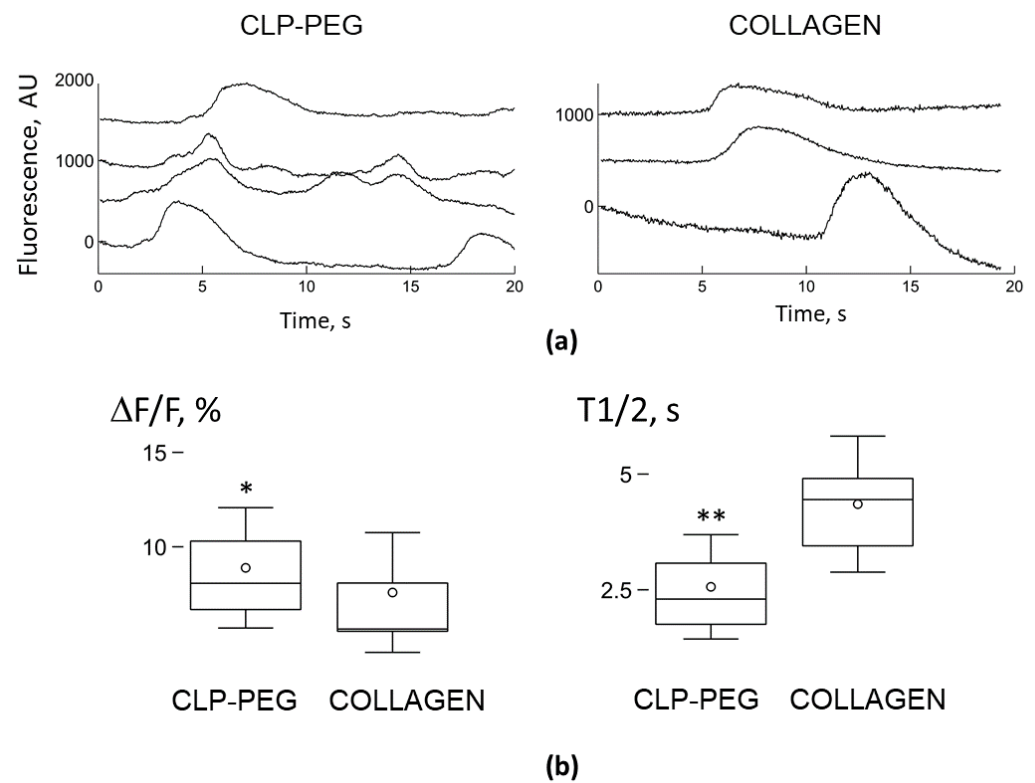 CLP-PEG COLLAGEN
Fluorescence, AU
2000
1000
0
0 5 10 15 20
Time, s
1000
0
0 5 10 15 20
Time, s
(a)
ΔF/F, % T1/2, s
15
*
10
CLP-PEG COLLAGEN
5
**
2.5
CLP-PEG COLLAGEN
(b)